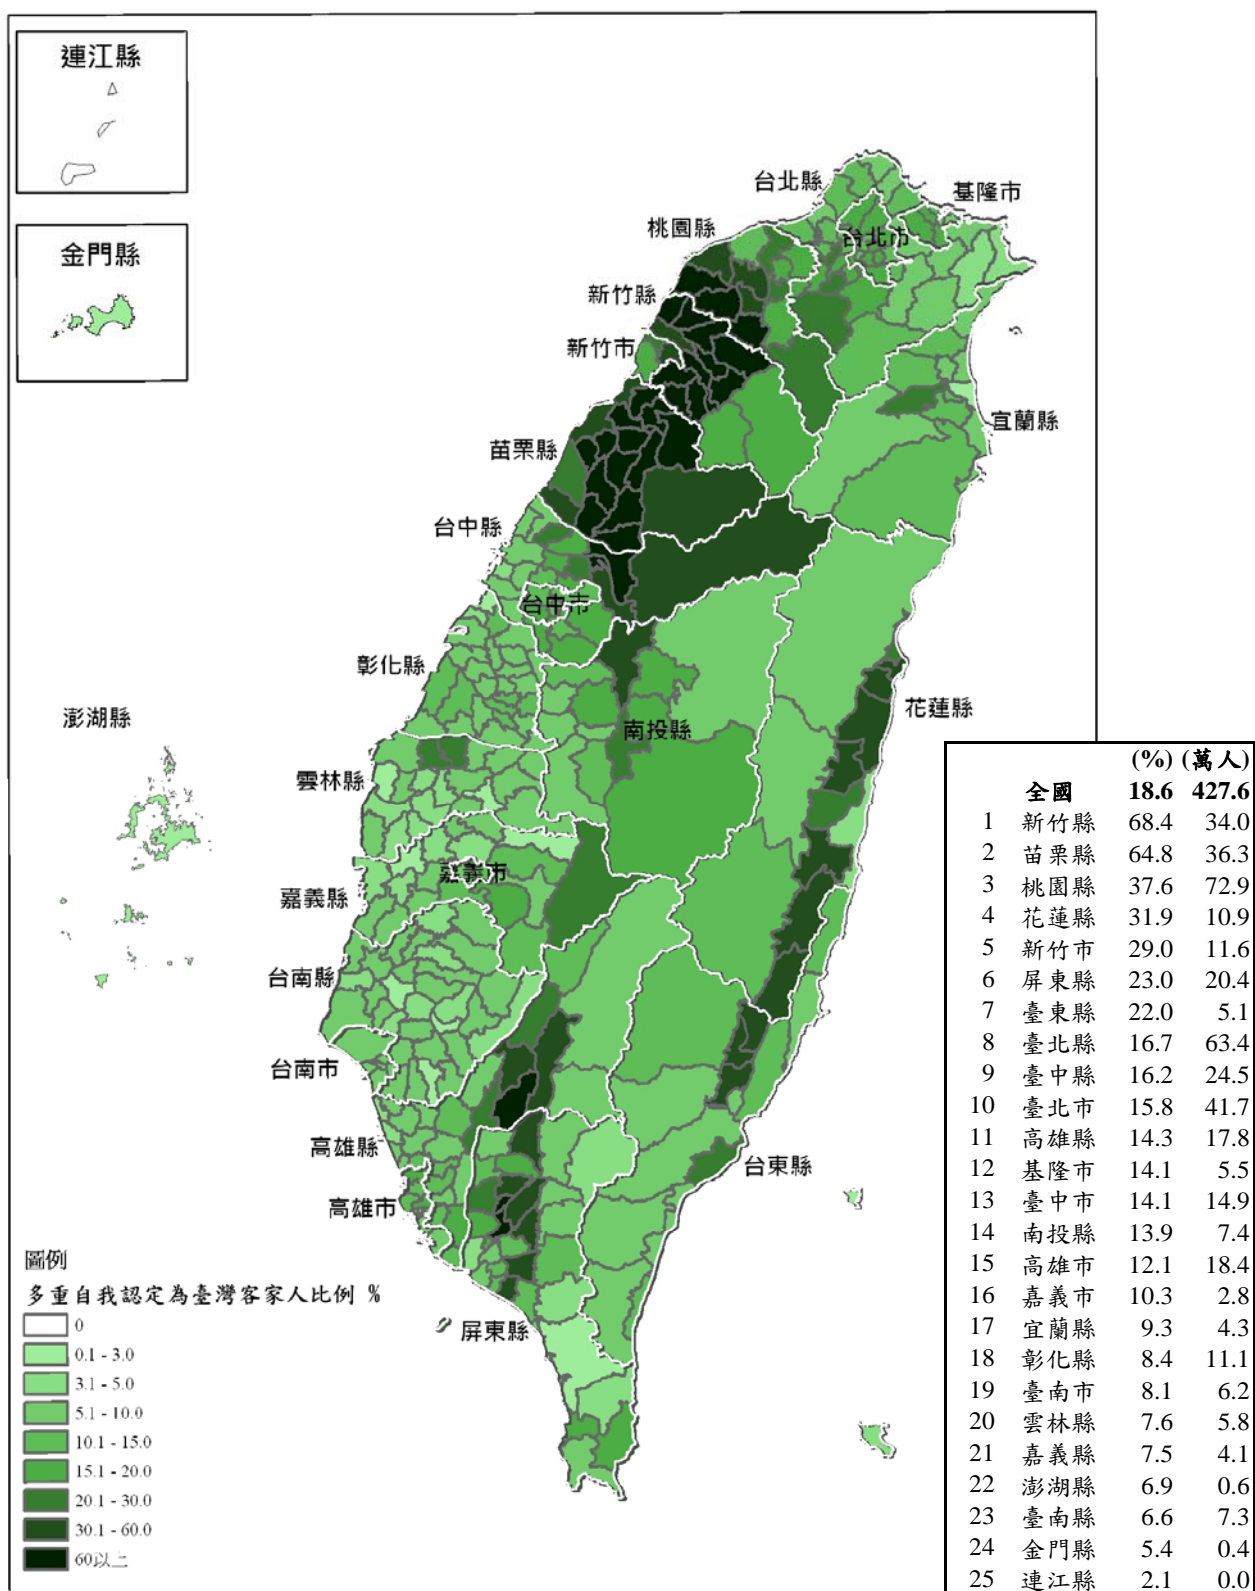 連江縣
金門縣
台北縣
基隆市
桃園縣
台北市
新竹縣
新竹市
宜蘭縣
苗栗縣
台中縣
台中市
彰化縣
花蓮縣
澎湖縣
南投縣
雲林縣
嘉義市
嘉義縣
台南縣
台南市
高雄縣
台東縣
高雄市
屏東縣
圖例
多重自我認定為臺灣客家人比例 %
0
0.1 - 3.0
3.1 - 5.0
5.1 - 10.0
10.1 - 15.0
15.1 - 20.0
20.1 - 30.0
30.1 - 60.0
60以上
(%) (萬人)
全國 18.6 427.6
1 新竹縣 68.4 34.0
2 苗栗縣 64.8 36.3
3 桃園縣 37.6 72.9
4 花蓮縣 31.9 10.9
5 新竹市 29.0 11.6
6 屏東縣 23.0 20.4
7 臺東縣 22.0 5.1
8 臺北縣 16.7 63.4
9 臺中縣 16.2 24.5
10 臺北市 15.8 41.7
11 高雄縣 14.3 17.8
12 基隆市 14.1 5.5
13 臺中市 14.1 14.9
14 南投縣 13.9 7.4
15 高雄市 12.1 18.4
16 嘉義市 10.3 2.8
17 宜蘭縣 9.3 4.3
18 彰化縣 8.4 11.1
19 臺南市 8.1 6.2
20 雲林縣 7.6 5.8
21 嘉義縣 7.5 4.1
22 澎湖縣 6.9 0.6
23 臺南縣 6.6 7.3
24 金門縣 5.4 0.4
25 連江縣 2.1 0.0